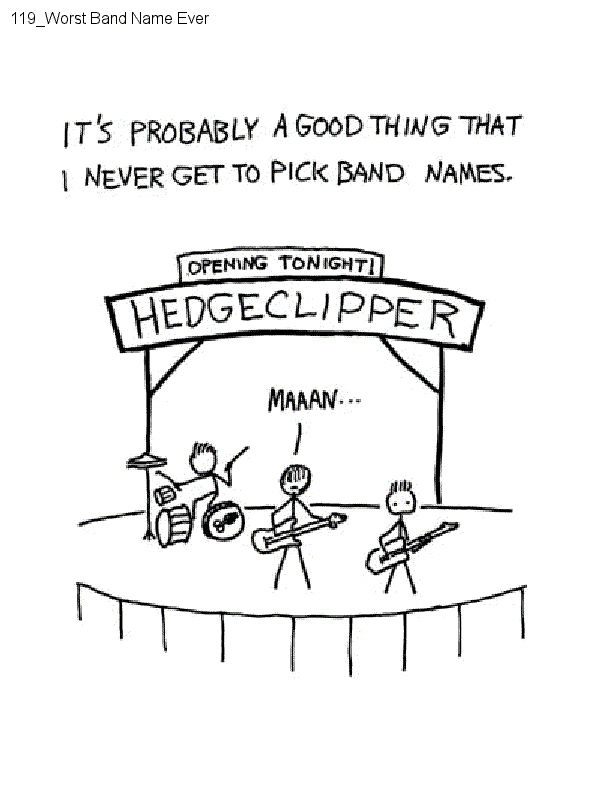 119_Worst Band Name Ever
IT'S PROBABLY A GOOD THING THAT
I NEVER GET TO PICK BAND NAMES.
OPENING TONIGHT!
HEDGECLIPPER
MAAAN...